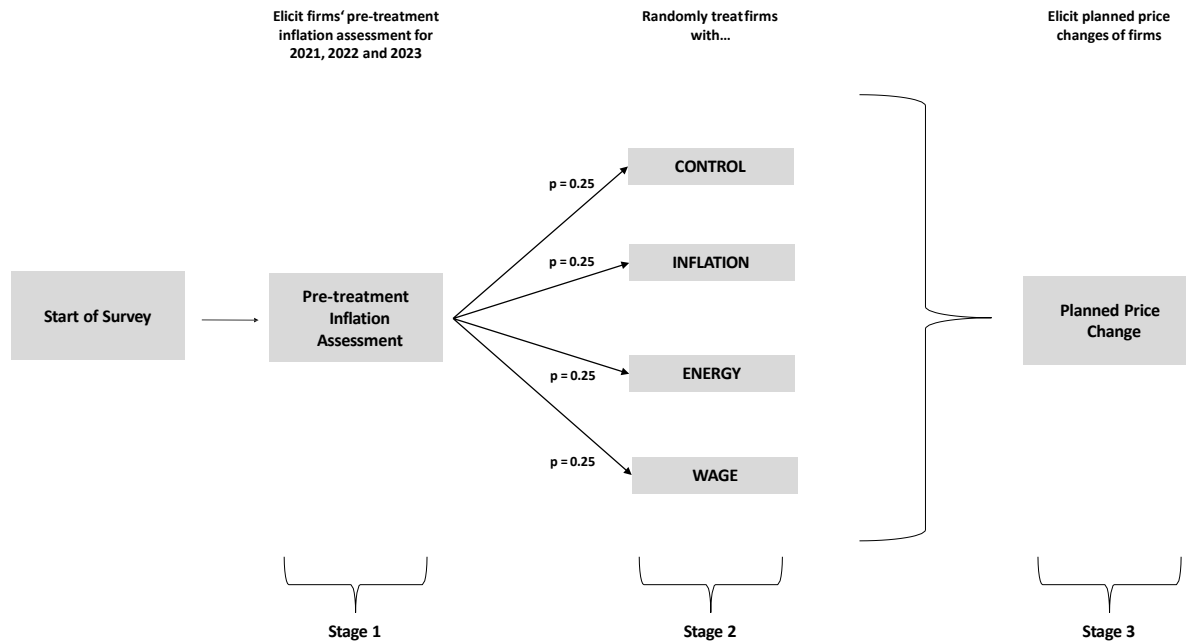 Elicit firms‘ pre-treatment
inflation assessment for
2021, 2022 and 2023
Randomly treat firms
with…
Elicit planned price
changes of firms
Start of Survey
Pre-treatment
Inflation
Assessment
p = 0.25
p = 0.25
p = 0.25
p = 0.25
CONTROL
INFLATION
ENERGY
WAGE
Planned Price
Change
Stage 1
Stage 2
Stage 3